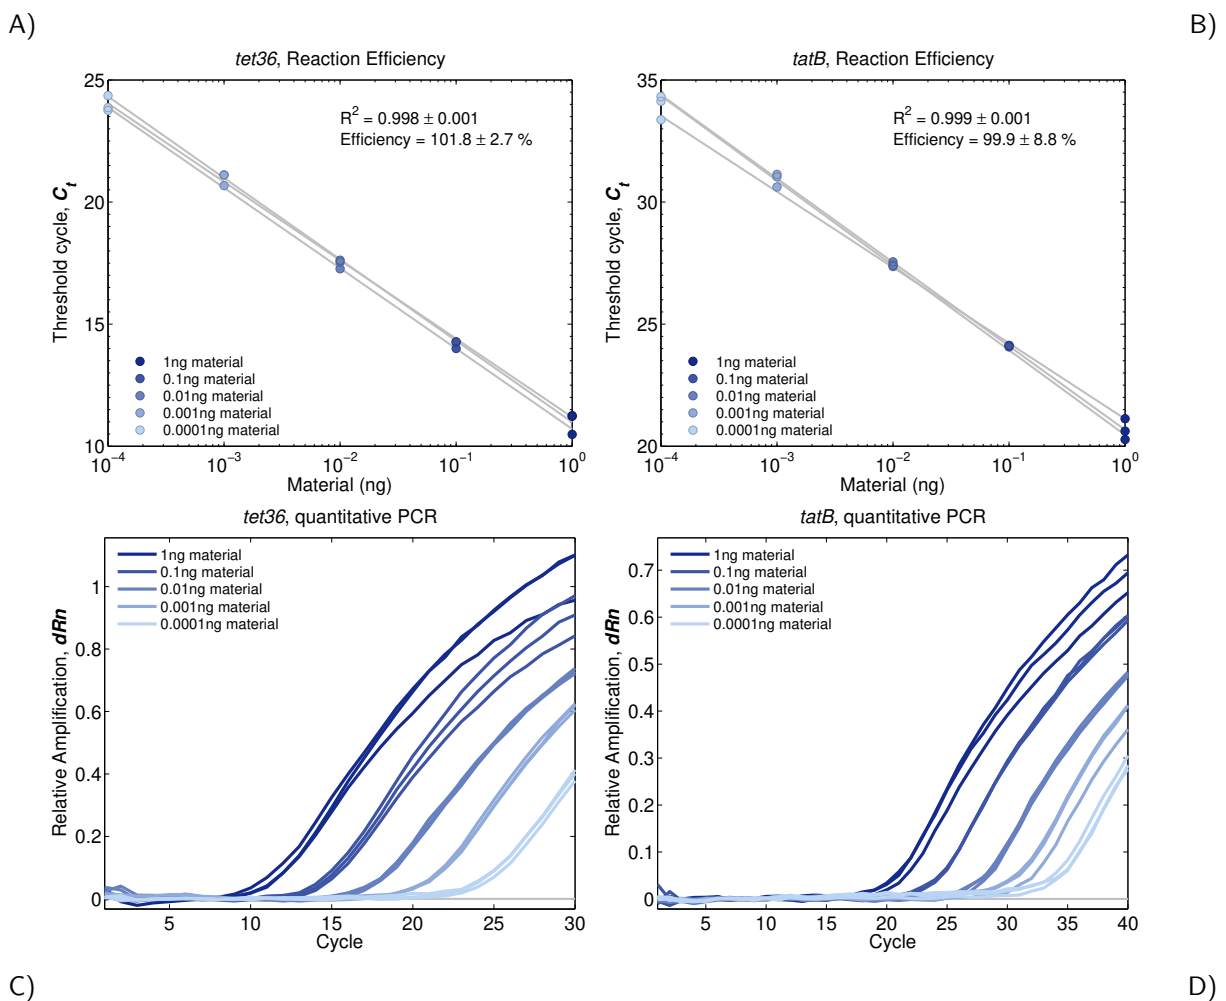 A)
B)
tet36, Reaction Efficiency
25
20
15
10
Threshold cycle, Ct
R² = 0.998 ± 0.001
Efficiency = 101.8 ± 2.7 %
1ng material
0.1ng material
0.01ng material
0.001ng material
0.0001ng material
10⁻⁴ 10⁻³ 10⁻² 10⁻¹ 10⁰
Material (ng)
tatB, Reaction Efficiency
35
30
25
20
Threshold cycle, Ct
R² = 0.999 ± 0.001
Efficiency = 99.9 ± 8.8 %
1ng material
0.1ng material
0.01ng material
0.001ng material
0.0001ng material
10⁻⁴ 10⁻³ 10⁻² 10⁻¹ 10⁰
Material (ng)
tet36, quantitative PCR
1
0.8
0.6
0.4
0.2
0
Relative Amplification, dRn
1ng material
0.1ng material
0.01ng material
0.001ng material
0.0001ng material
5 10 15 20 25 30
Cycle
tatB, quantitative PCR
0.7
0.6
0.5
0.4
0.3
0.2
0.1
0
Relative Amplification, dRn
1ng material
0.1ng material
0.01ng material
0.001ng material
0.0001ng material
5 10 15 20 25 30 35 40
Cycle
C)
D)